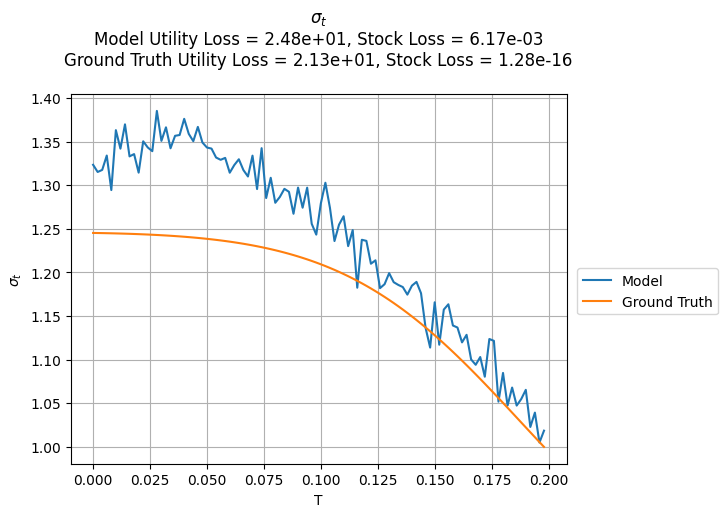 σₜ
Model Utility Loss = 2.48e+01, Stock Loss = 6.17e-03
Ground Truth Utility Loss = 2.13e+01, Stock Loss = 1.28e-16
1.40
1.35
1.30
1.25
1.20
1.15
1.10
1.05
1.00
σₜ
0.000 0.025 0.050 0.075 0.100 0.125 0.150 0.175 0.200
T
Model
Ground Truth